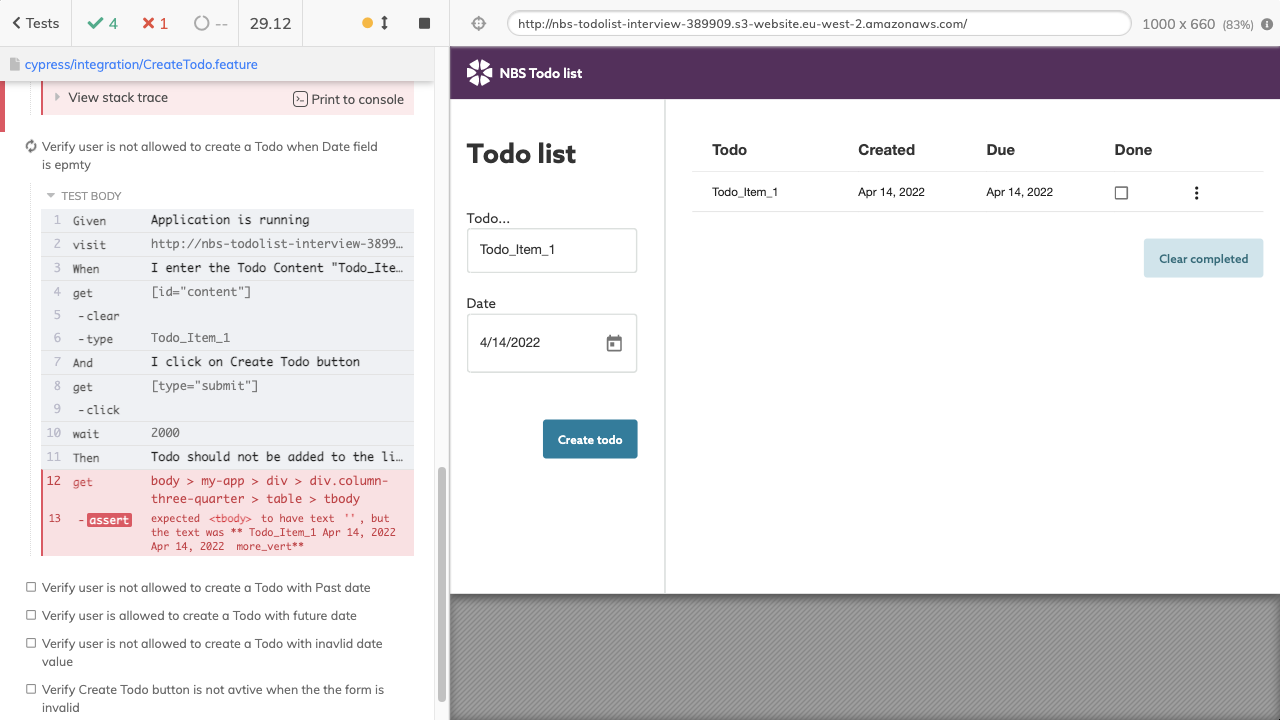 Tests
4
1
--
29.12
http://nbs-todolist-interview-389909.s3-website.eu-west-2.amazonaws.com/
1000 x 660 (83%)
cypress/integration/CreateTodo.feature
View stack trace
Print to console
Verify user is not allowed to create a Todo when Date field
is epmty
TEST BODY
1 Given Application is running
2 visit http://nbs-todolist-interview-3899…
3 When I enter the Todo Content "Todo_Ite…
4 get [id="content"]
5 -clear
6 -type Todo_Item_1
7 And I click on Create Todo button
8 get [type="submit"]
9 -click
10 wait 2000
11 Then Todo should not be added to the li…
12 get body > my-app > div > div.column-
three-quarter > table > tbody
13 -assert expected <tbody> to have text '', but
the text was ** Todo_Item_1 Apr 14, 2022
Apr 14, 2022 more_vert**
Verify user is not allowed to create a Todo with Past date
Verify user is allowed to create a Todo with future date
Verify user is not allowed to create a Todo with inavlid date
value
Verify Create Todo button is not avtive when the the form is
invalid
NBS Todo list
Todo list
Todo...
Todo_Item_1
Date
4/14/2022
Create todo
Todo Created Due Done
Todo_Item_1 Apr 14, 2022 Apr 14, 2022
Clear completed